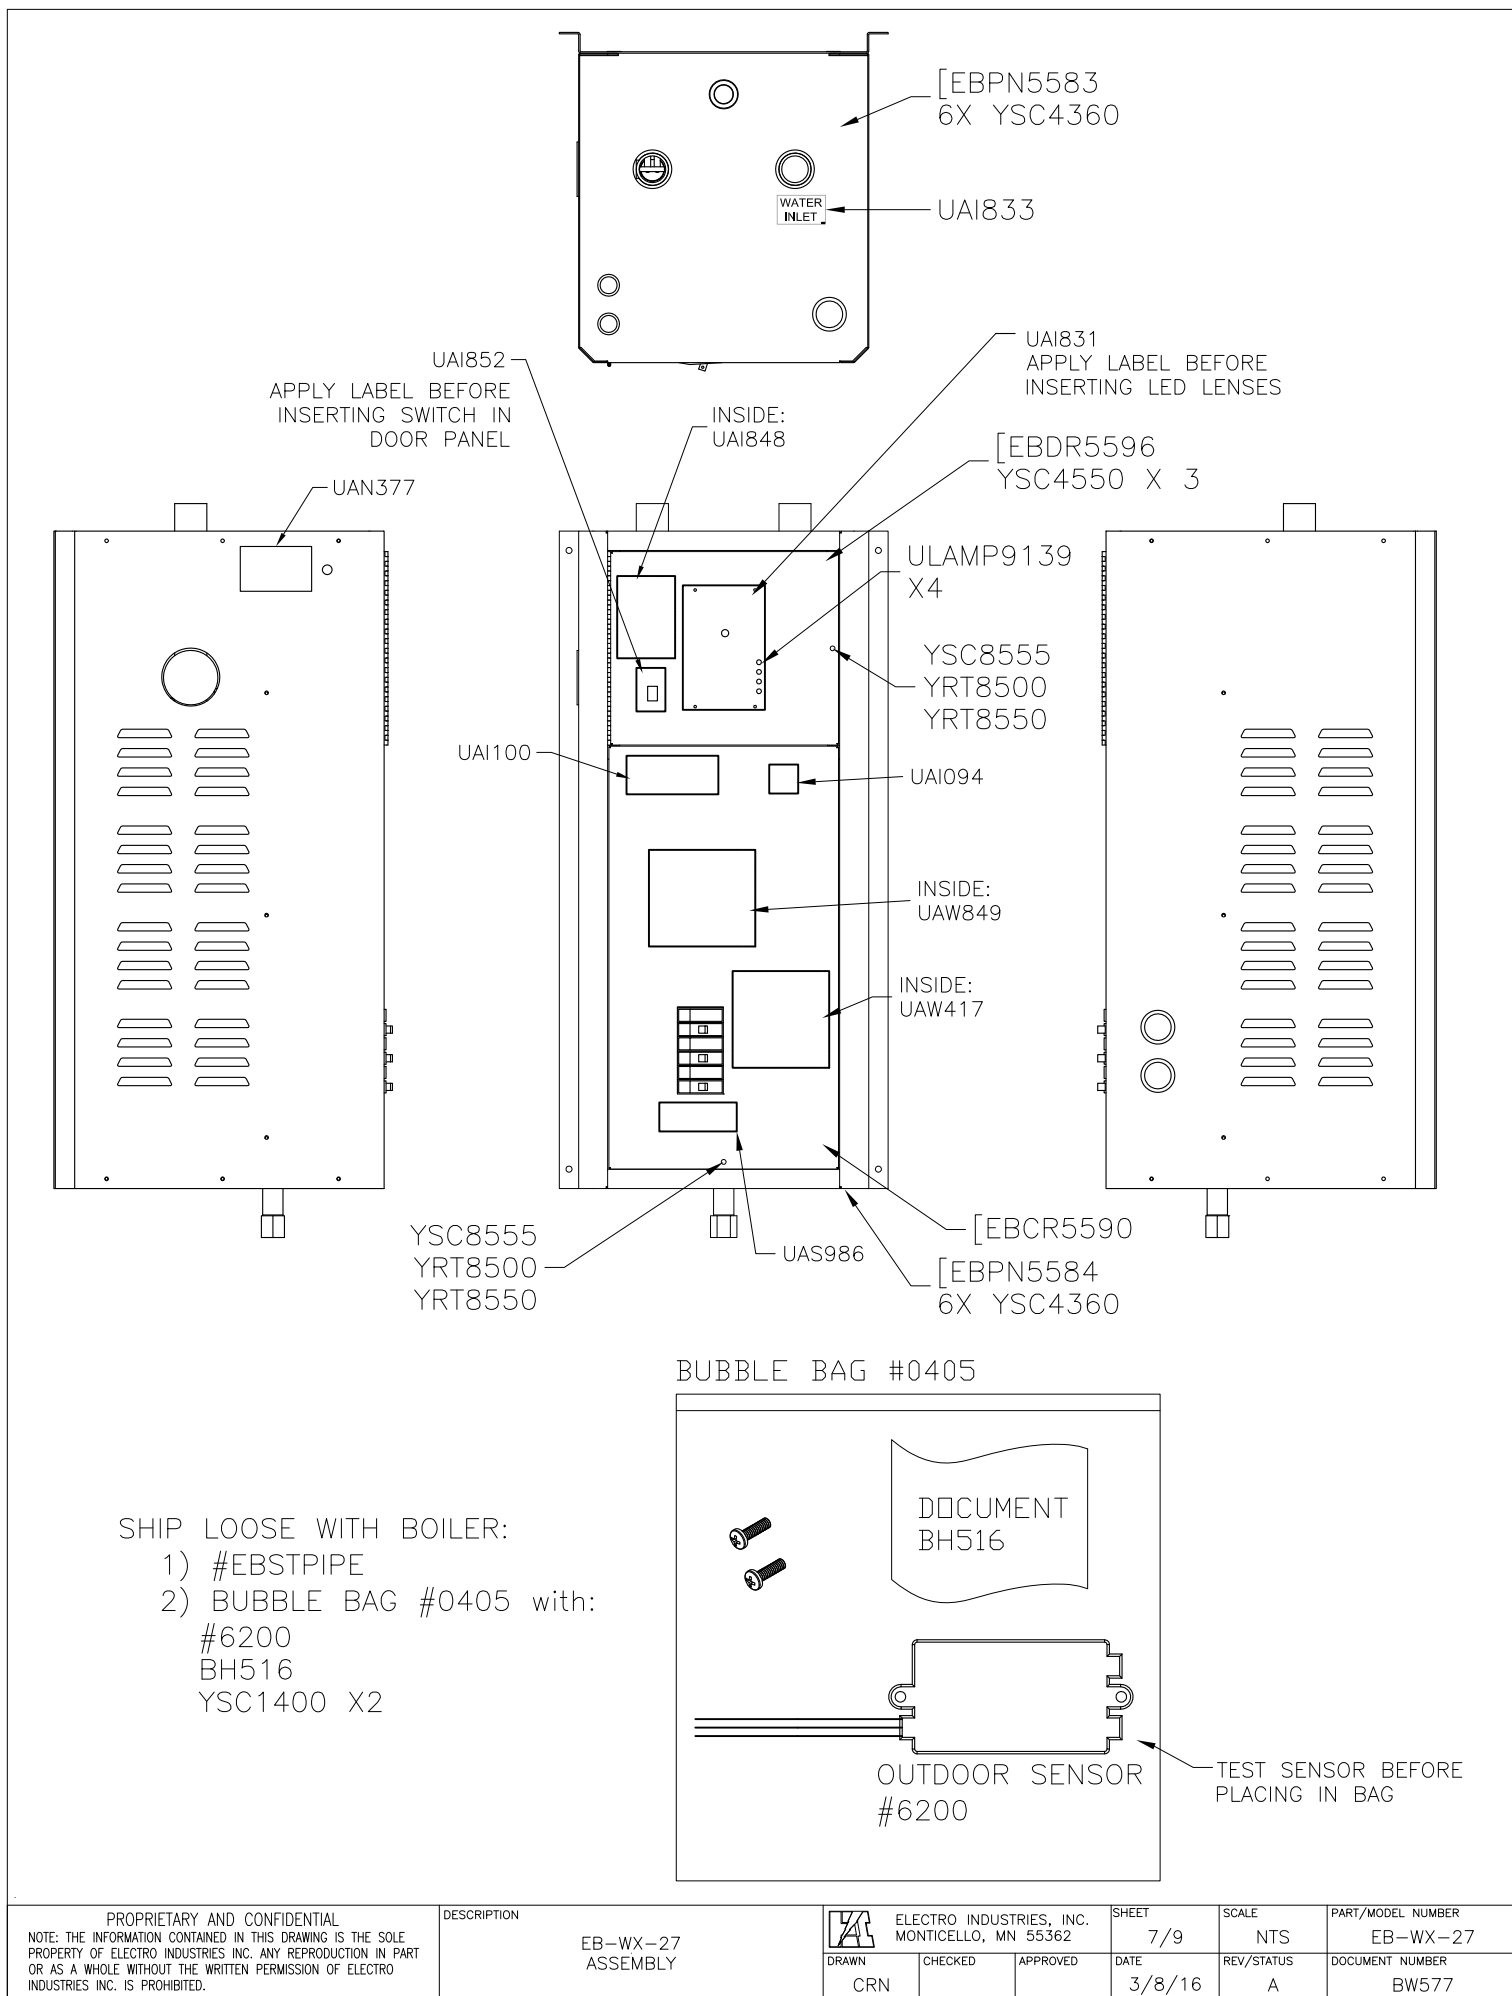 [EBPN5583
6X YSC4360
WATER
INLET
UAI833
UAI831
APPLY LABEL BEFORE
INSERTING LED LENSES
UAI852
APPLY LABEL BEFORE
INSERTING SWITCH IN
DOOR PANEL
INSIDE:
UAI848
[EBDR5596
YSC4550 X 3
UAN377
ULAMP9139
X4
YSC8555
YRT8500
YRT8550
UAI100
UAI094
INSIDE:
UAW849
INSIDE:
UAW417
YSC8555
YRT8500
YRT8550
UAS986
[EBCR5590
[EBPN5584
6X YSC4360
BUBBLE BAG #0405
DOCUMENT
BH516
SHIP LOOSE WITH BOILER:
1) #EBSTPIPE
2) BUBBLE BAG #0405 with:
#6200
BH516
YSC1400 X2
OUTDOOR SENSOR
#6200
TEST SENSOR BEFORE
PLACING IN BAG
PROPRIETARY AND CONFIDENTIAL
NOTE: THE INFORMATION CONTAINED IN THIS DRAWING IS THE SOLE
PROPERTY OF ELECTRO INDUSTRIES INC. ANY REPRODUCTION IN PART
OR AS A WHOLE WITHOUT THE WRITTEN PERMISSION OF ELECTRO
INDUSTRIES INC. IS PROHIBITED.
DESCRIPTION
EB-WX-27
ASSEMBLY
ELECTRO INDUSTRIES, INC.
MONTICELLO, MN 55362
SHEET
7/9
SCALE
NTS
PART/MODEL NUMBER
EB-WX-27
DRAWN
CRN
CHECKED
APPROVED
DATE
3/8/16
REV/STATUS
A
DOCUMENT NUMBER
BW577